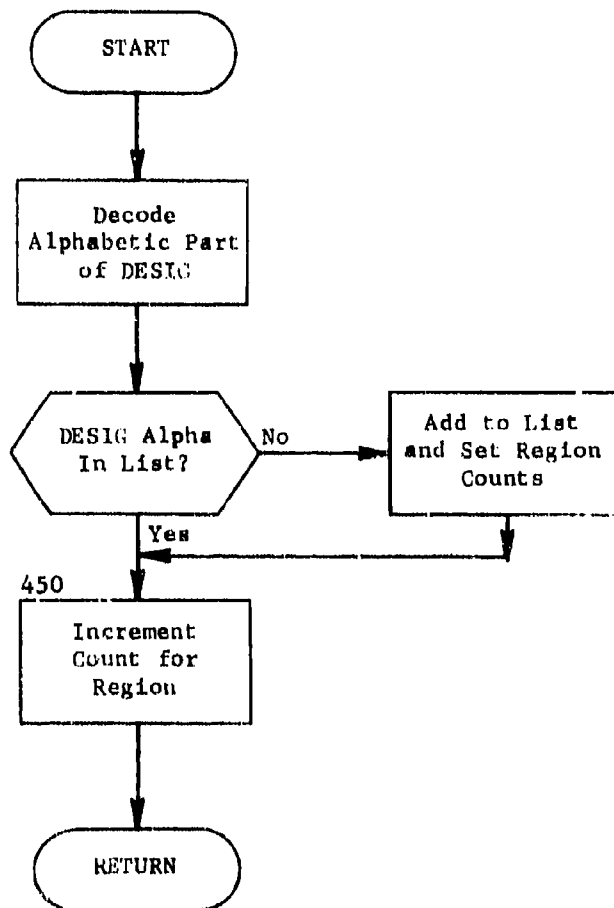 START
Decode
Alphabetic Part
of DESIG
DESIG Alpha
In List?
No
Add to List
and Set Region
Counts
Yes
450
Increment
Count for
Region
RETURN